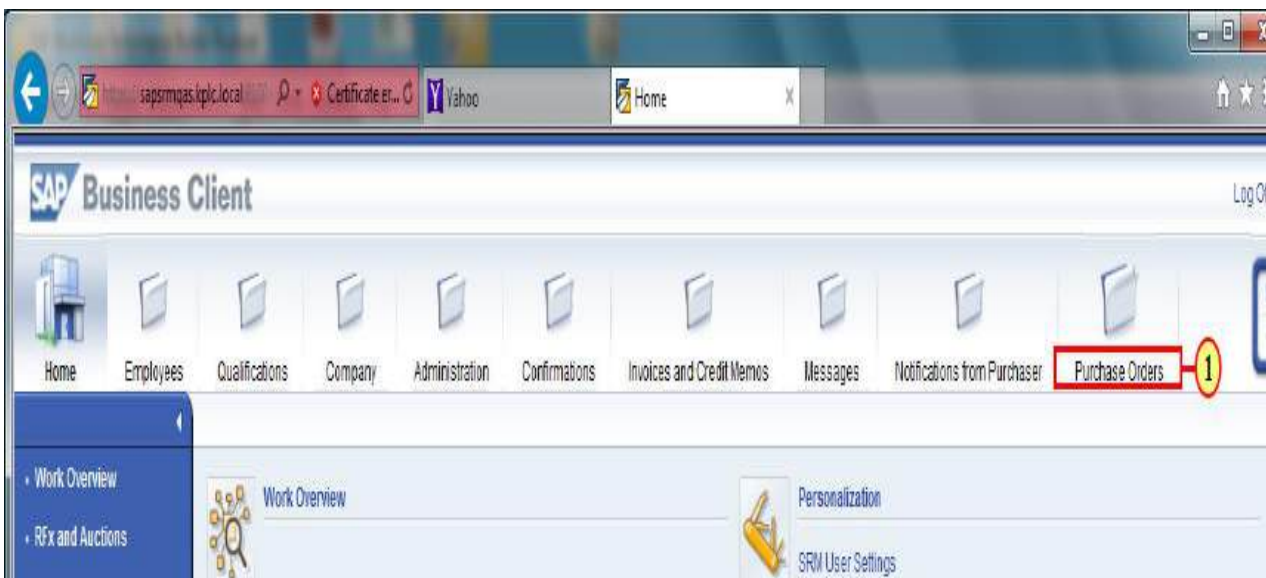 sapsrmqas.kplc.local Certificate er... Yahoo Home
SAP Business Client
Log Of
Home Employees Qualifications Company Administration Confirmations Invoices and Credit Memos Messages Notifications from Purchaser Purchase Orders 1
Work Overview
RFx and Auctions
Work Overview
Personalization
SRM User Settings